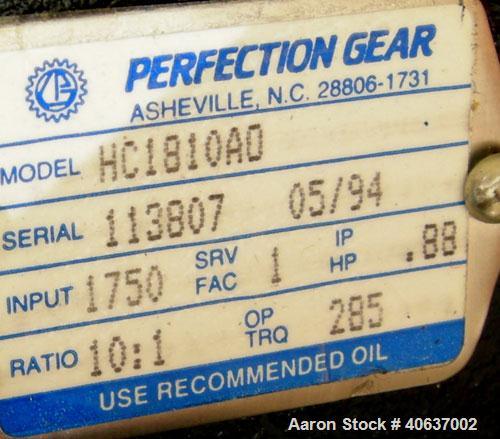 PERFECTION GEAR
ASHEVILLE, N.C. 28806-1731
MODEL HC1810AO
SERIAL 113807 05/94
INPUT 1750 SRV FAC 1 IP HP .88
RATIO 10:1 OP TRQ 285
USE RECOMMENDED OIL
Aaron Stock # 40637002